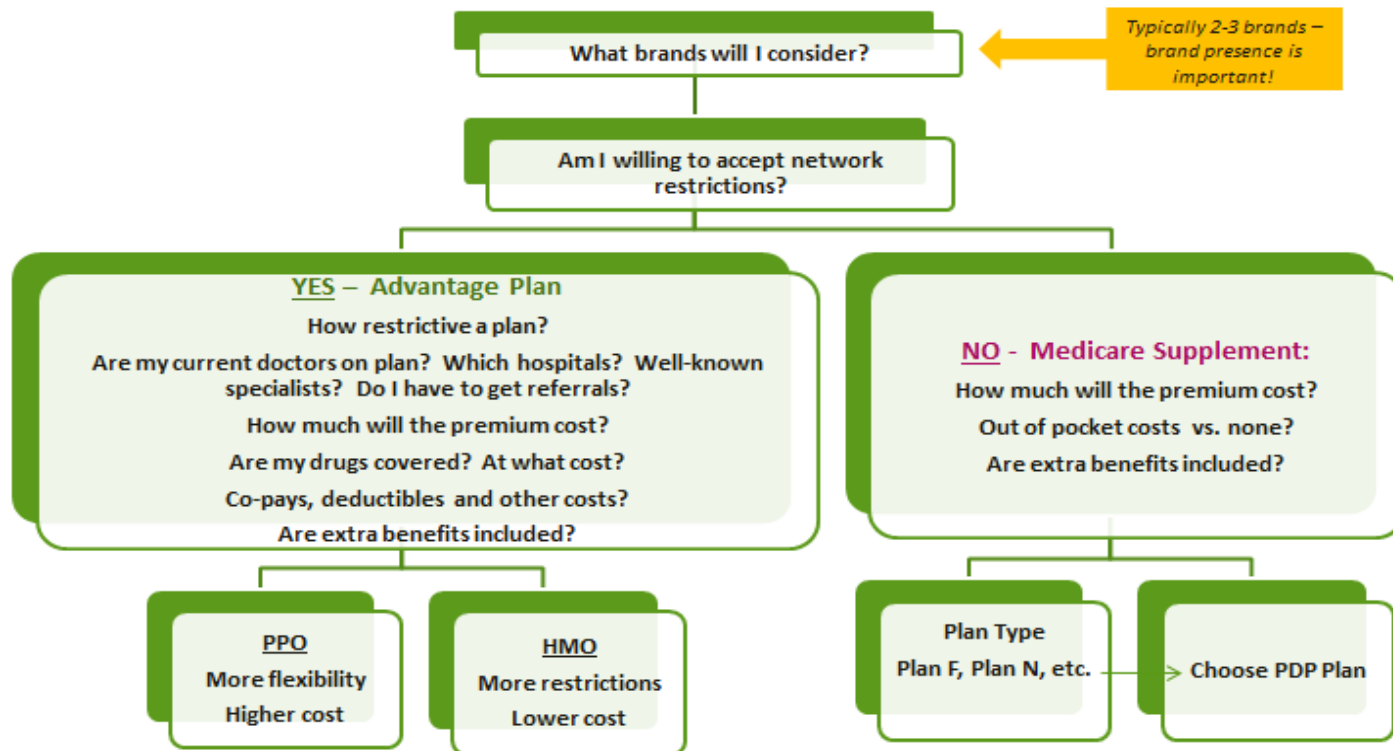 What brands will I consider?
Typically 2-3 brands –
brand presence is
important!
Am I willing to accept network
restrictions?
YES – Advantage Plan
How restrictive a plan?
Are my current doctors on plan? Which hospitals? Well-known
specialists? Do I have to get referrals?
How much will the premium cost?
Are my drugs covered? At what cost?
Co-pays, deductibles and other costs?
Are extra benefits included?
NO - Medicare Supplement:
How much will the premium cost?
Out of pocket costs vs. none?
Are extra benefits included?
PPO
More flexibility
Higher cost
HMO
More restrictions
Lower cost
Plan Type
Plan F, Plan N, etc.
Choose PDP Plan